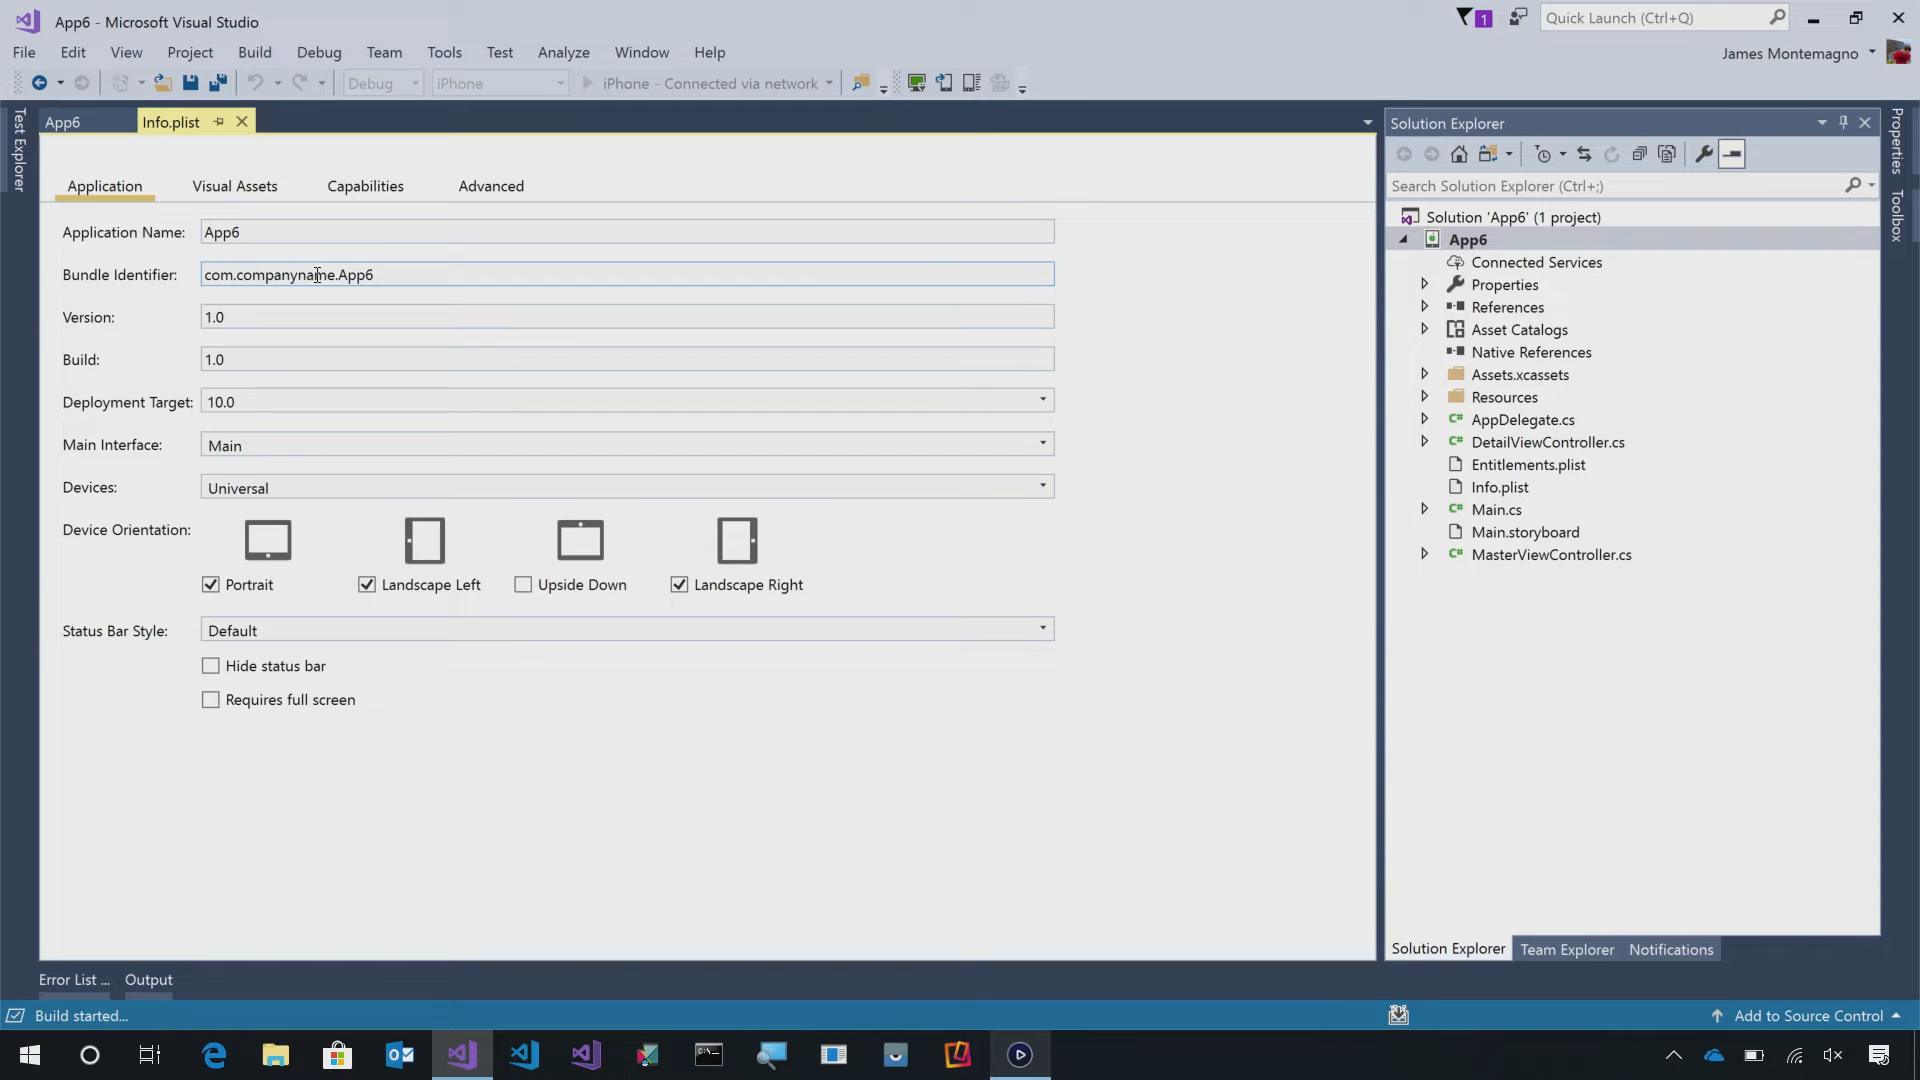 App6 - Microsoft Visual Studio
1
Quick Launch (Ctrl+Q)
File Edit View Project Build Debug Team Tools Test Analyze Window Help
James Montemagno
Debug iPhone iPhone - Connected via network
Test Explorer
App6 Info.plist
Application Visual Assets Capabilities Advanced
Application Name: App6
Bundle Identifier: com.companyname.App6
Version: 1.0
Build: 1.0
Deployment Target: 10.0
Main Interface: Main
Devices: Universal
Device Orientation:
Portrait Landscape Left Upside Down Landscape Right
Status Bar Style: Default
Hide status bar
Requires full screen
Solution Explorer
Search Solution Explorer (Ctrl+;)
Solution 'App6' (1 project)
App6
Connected Services
Properties
References
Asset Catalogs
Native References
Assets.xcassets
Resources
C# AppDelegate.cs
C# DetailViewController.cs
Entitlements.plist
Info.plist
C# Main.cs
Main.storyboard
C# MasterViewController.cs
Solution Explorer Team Explorer Notifications
Properties
Toolbox
Error List ... Output
Build started... Add to Source Control